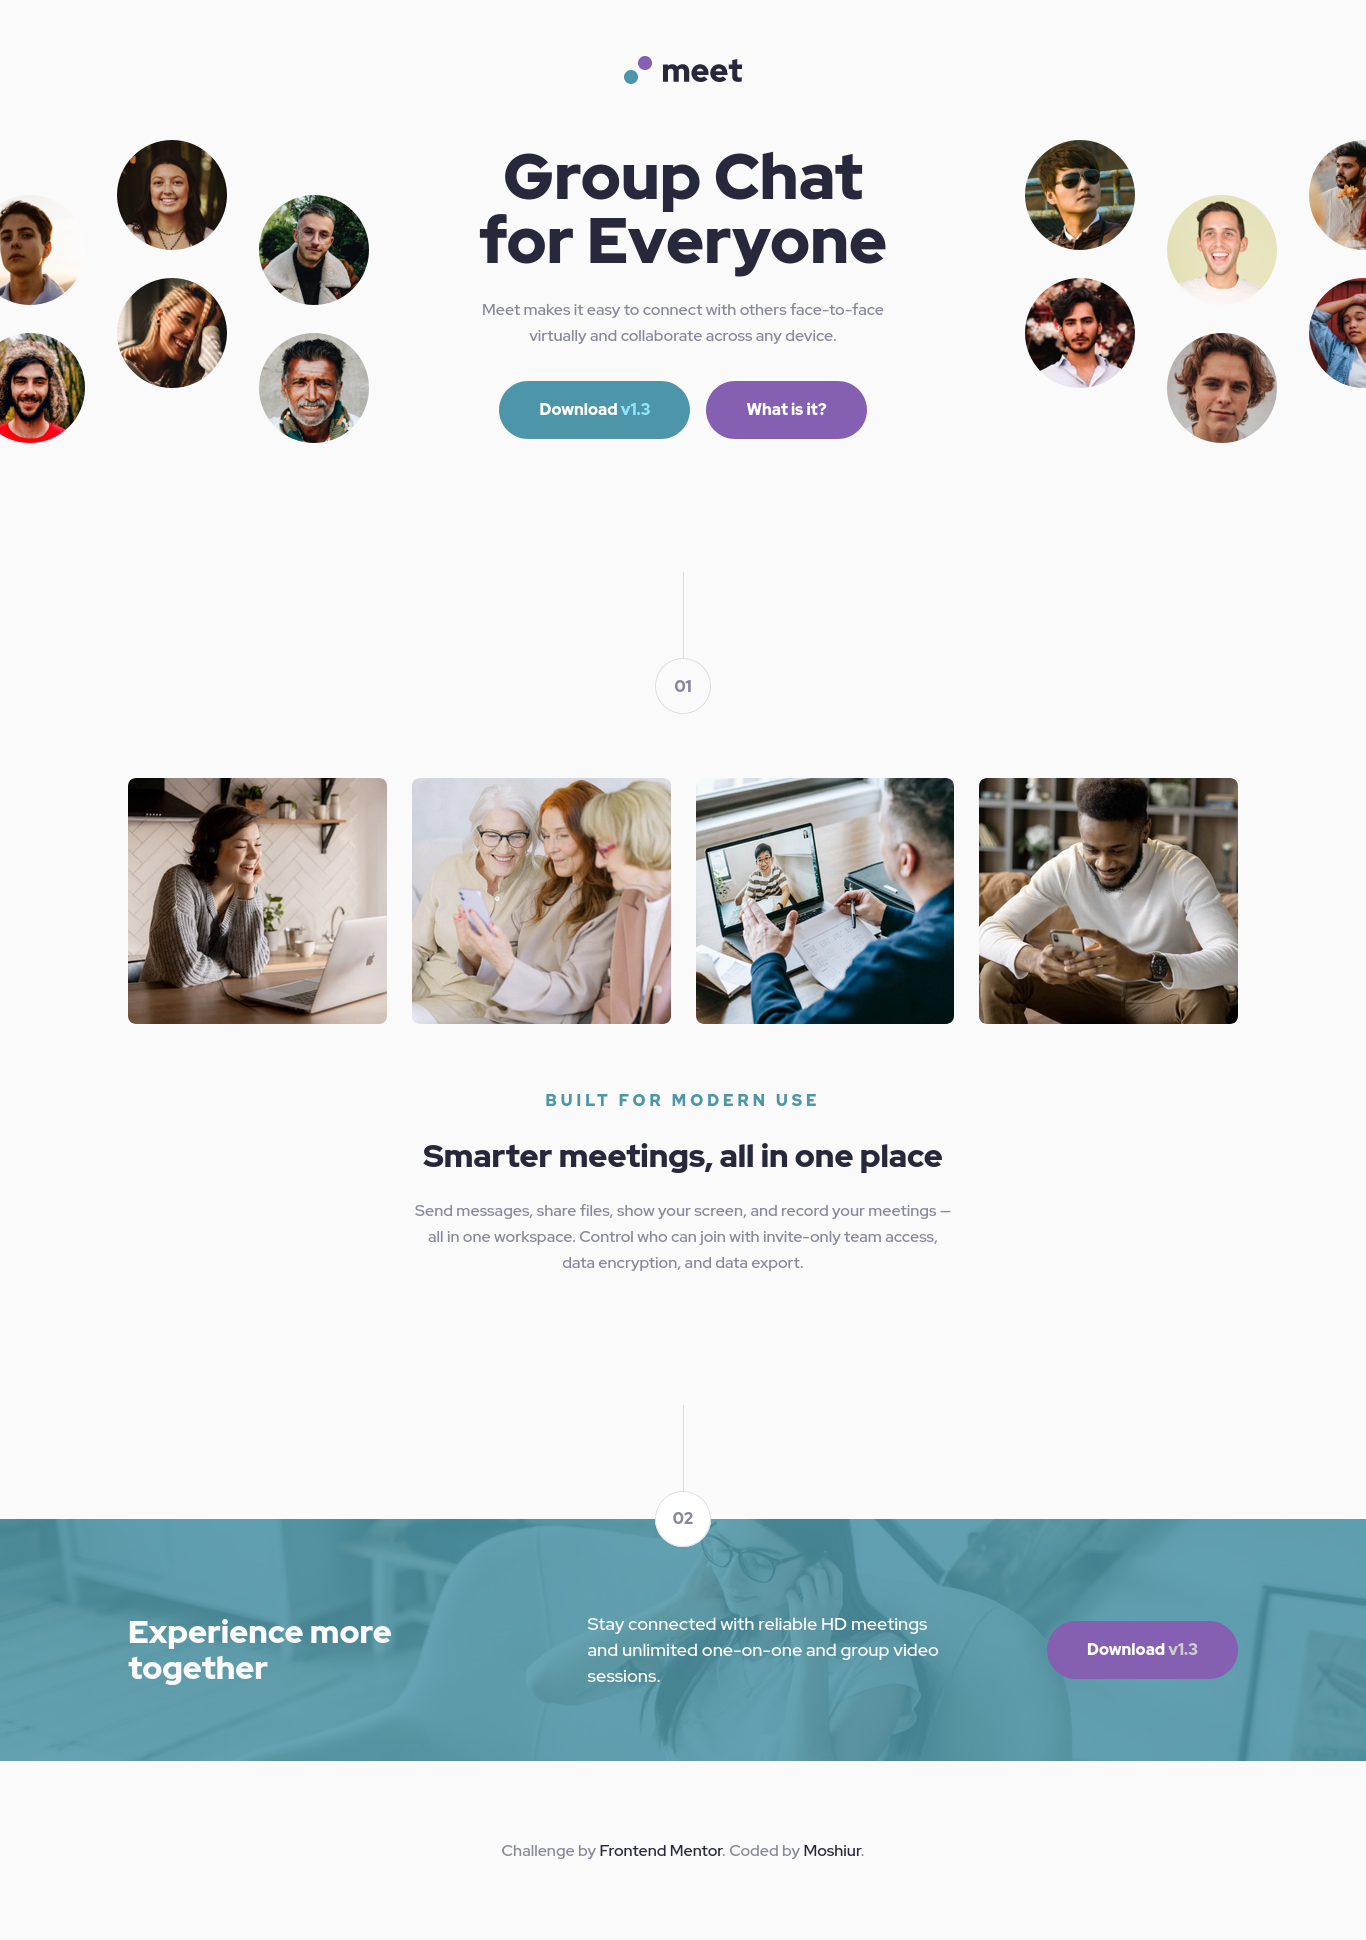 meet
Group Chat
for Everyone
Meet makes it easy to connect with others face-to-face
virtually and collaborate across any device.
Download v1.3
What is it?
01
BUILT FOR MODERN USE
Smarter meetings, all in one place
Send messages, share files, show your screen, and record your meetings —
all in one workspace. Control who can join with invite-only team access,
data encryption, and data export.
02
Experience more
together
Stay connected with reliable HD meetings
and unlimited one-on-one and group video
sessions.
Download v1.3
Challenge by Frontend Mentor. Coded by Moshiur.